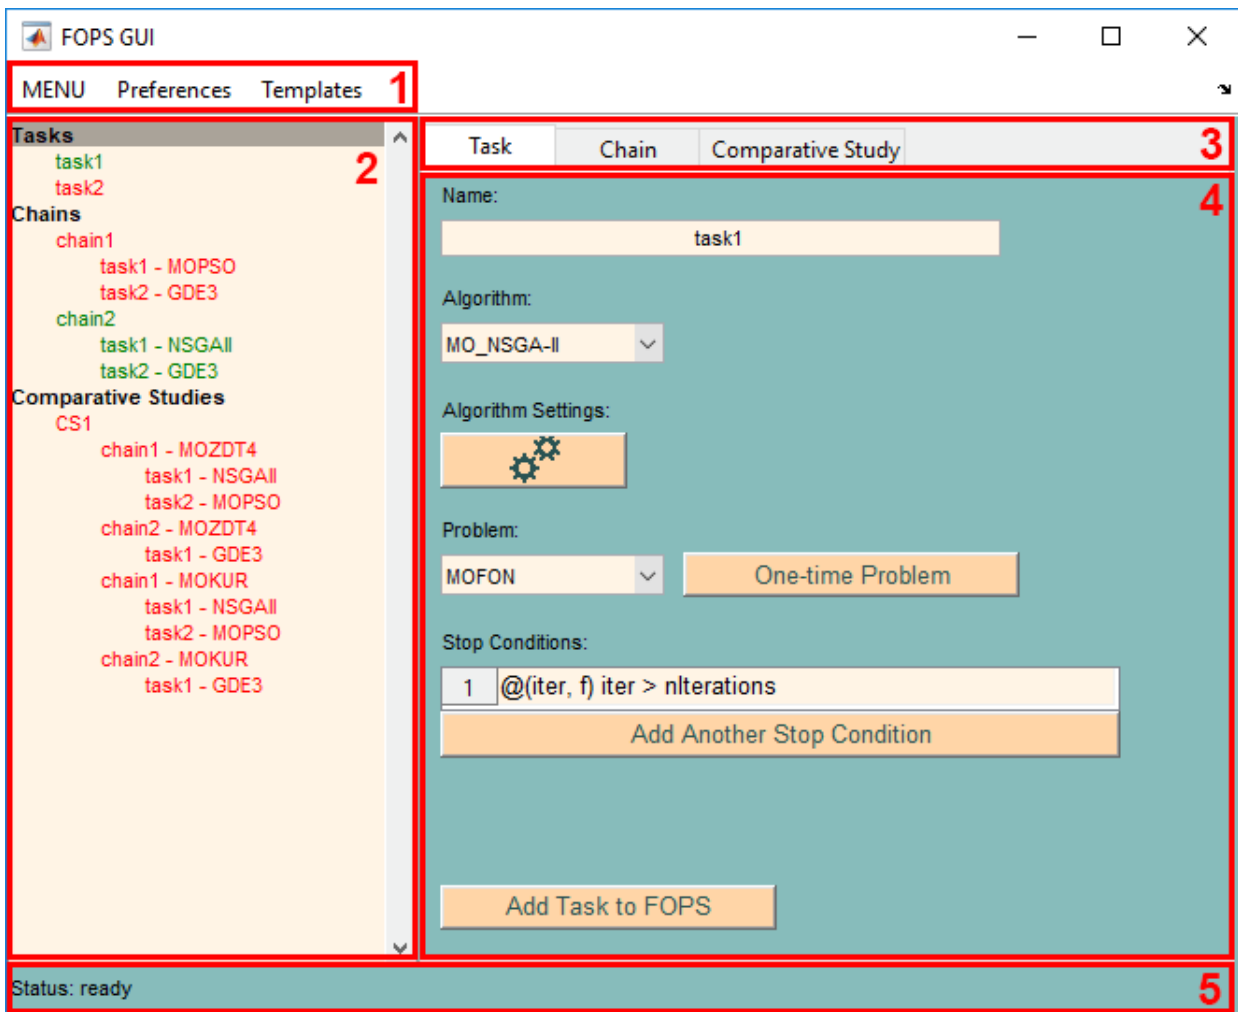 FOPS GUI
MENU Preferences Templates 1
Tasks
task1
2
task2
Chains
chain1
task1 - MOPSO
task2 - GDE3
chain2
task1 - NSGAII
task2 - GDE3
Comparative Studies
CS1
chain1 - MOZDT4
task1 - NSGAII
task2 - MOPSO
chain2 - MOZDT4
task1 - GDE3
chain1 - MOKUR
task1 - NSGAII
task2 - MOPSO
chain2 - MOKUR
task1 - GDE3
Task Chain Comparative Study 3
Name: 4
task1
Algorithm:
MO_NSGA-II
Algorithm Settings:
Problem:
MOFON One-time Problem
Stop Conditions:
1 @(iter, f) iter > nIterations
Add Another Stop Condition
Add Task to FOPS
Status: ready 5